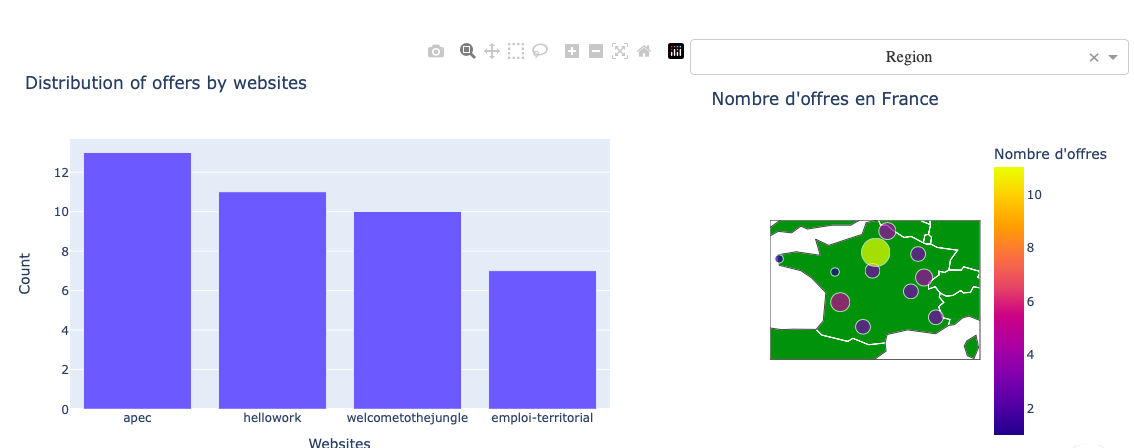 Region
Distribution of offers by websites
Nombre d'offres en France
Nombre d'offres
12
10
8
6
4
2
0
Count
apec hellowork welcometothejungle emploi-territorial
Websites
10
8
6
4
2